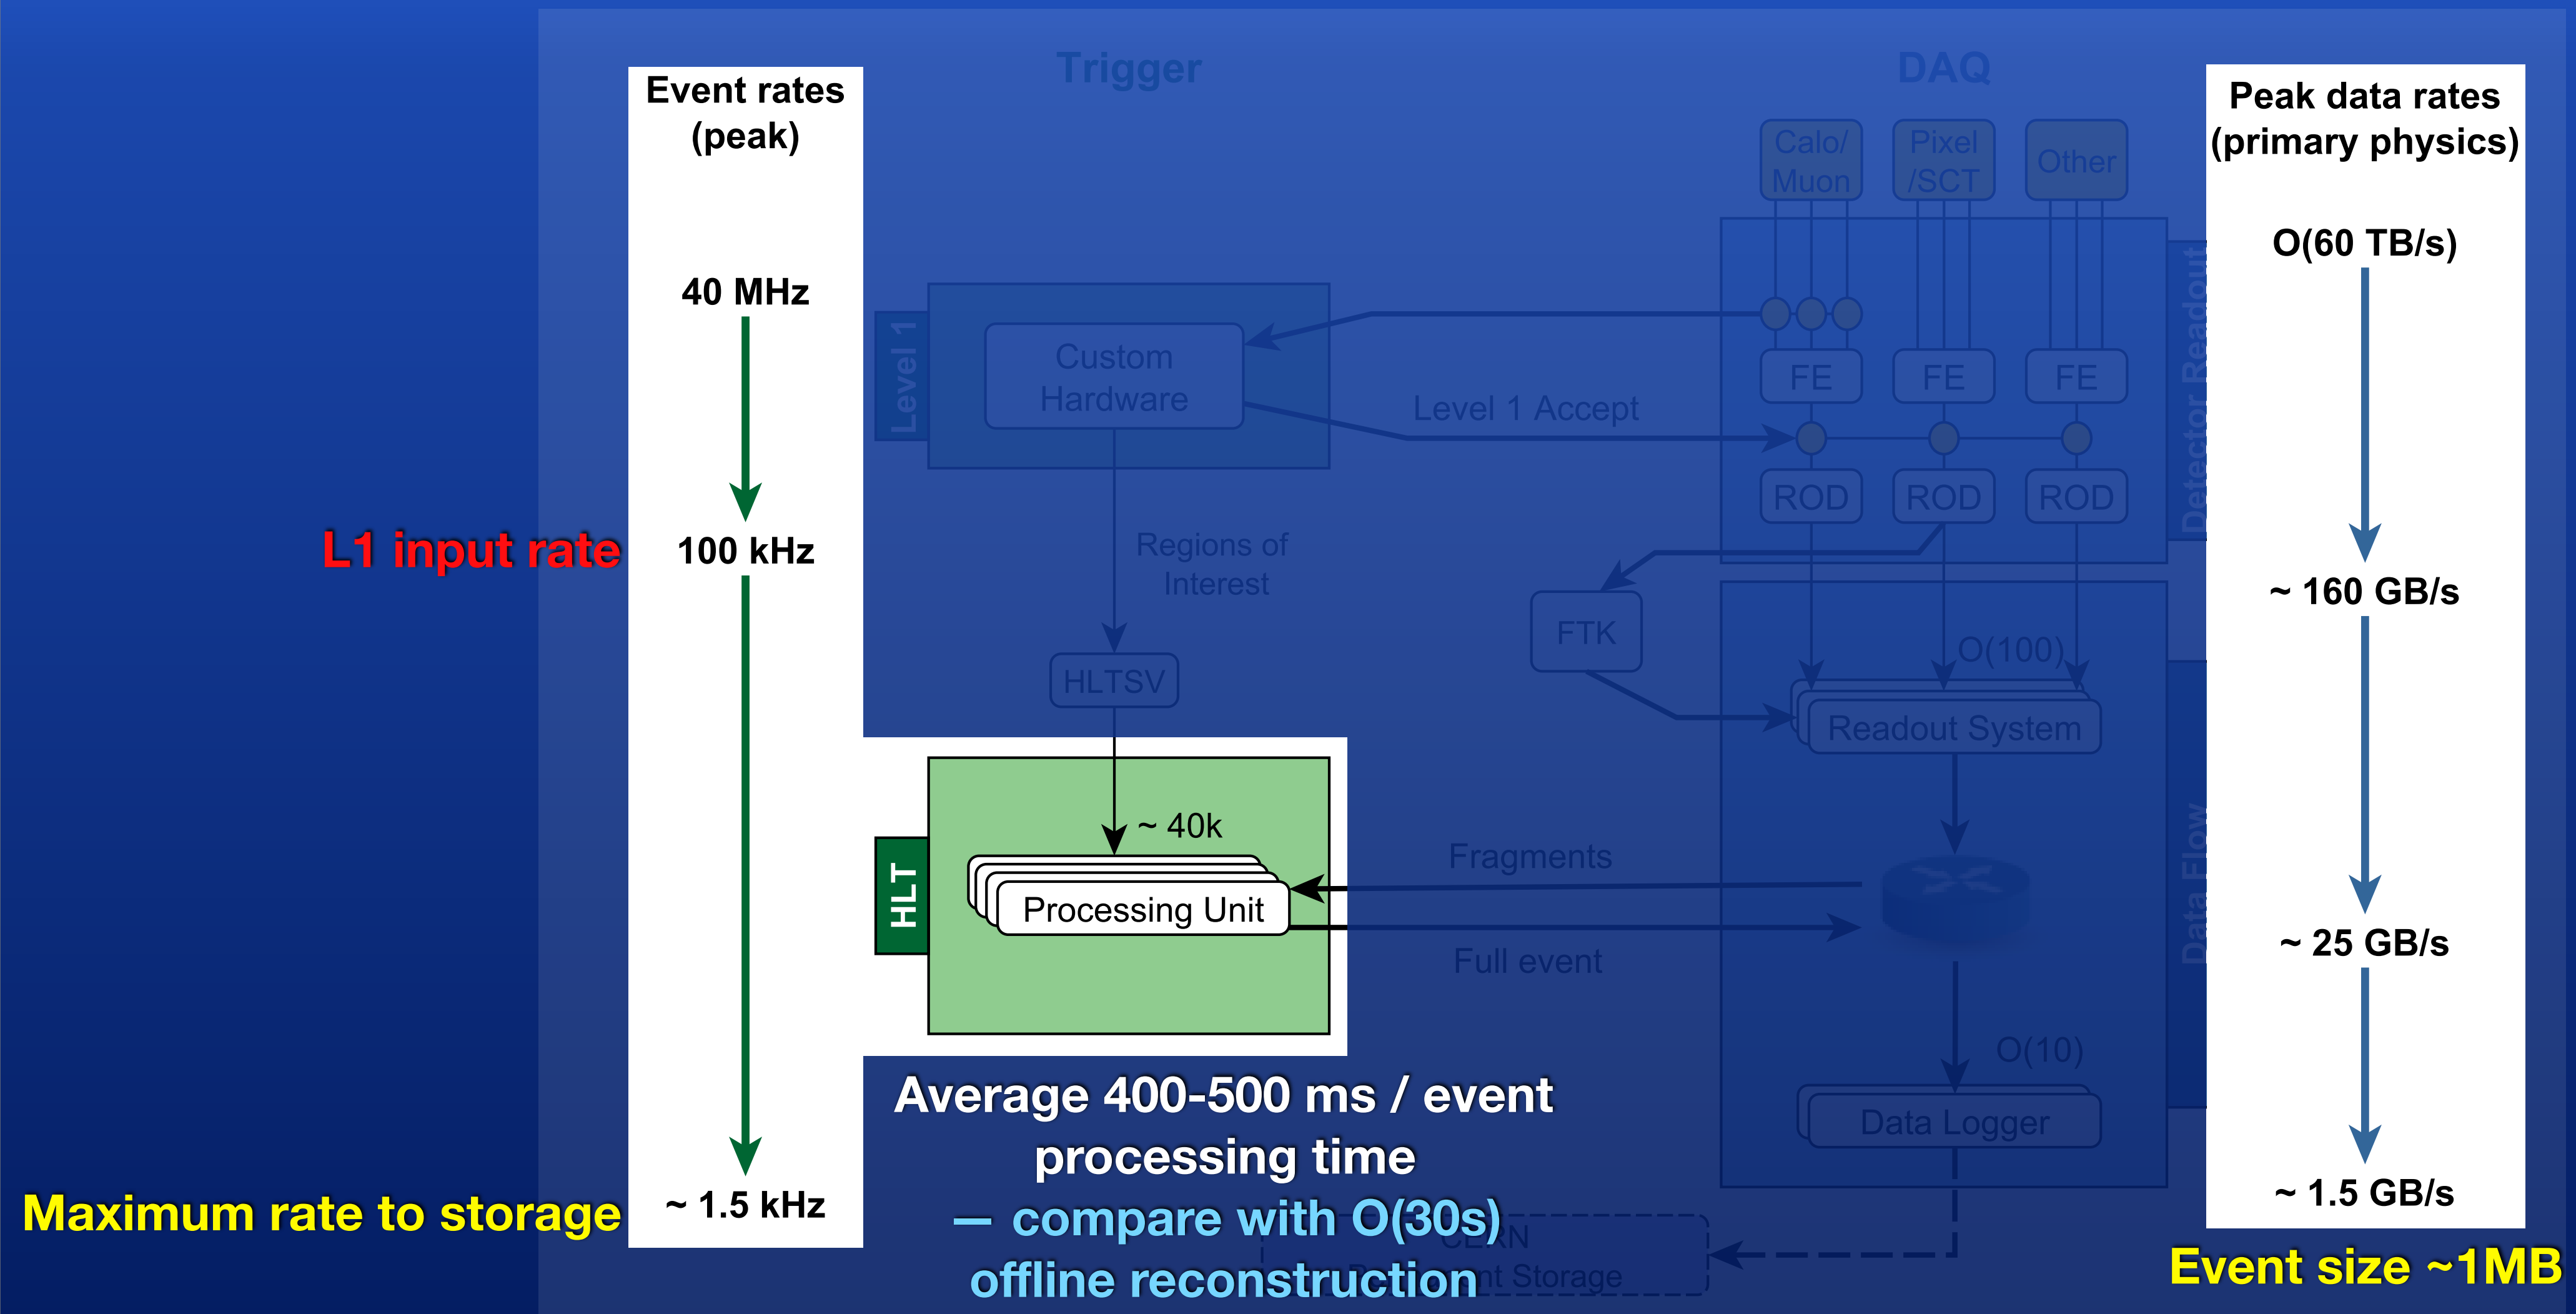 Trigger
DAQ
Event rates
(peak)
Peak data rates
(primary physics)
Calo/
Muon
Pixel
/SCT
Other
O(60 TB/s)
40 MHz
Level 1
Custom
Hardware
FE
FE
FE
Detector Readout
Level 1 Accept
ROD
ROD
ROD
L1 input rate
100 kHz
Regions of
Interest
~ 160 GB/s
FTK
O(100)
HLTSV
Readout System
~ 40k
HLT
Processing Unit
Fragments
Full event
Data Flow
~ 25 GB/s
O(10)
Data Logger
Average 400-500 ms / event
processing time
— compare with O(30s)
offline reconstruction
Maximum rate to storage
~ 1.5 kHz
~ 1.5 GB/s
CERN
Storage
Event size ~1MB